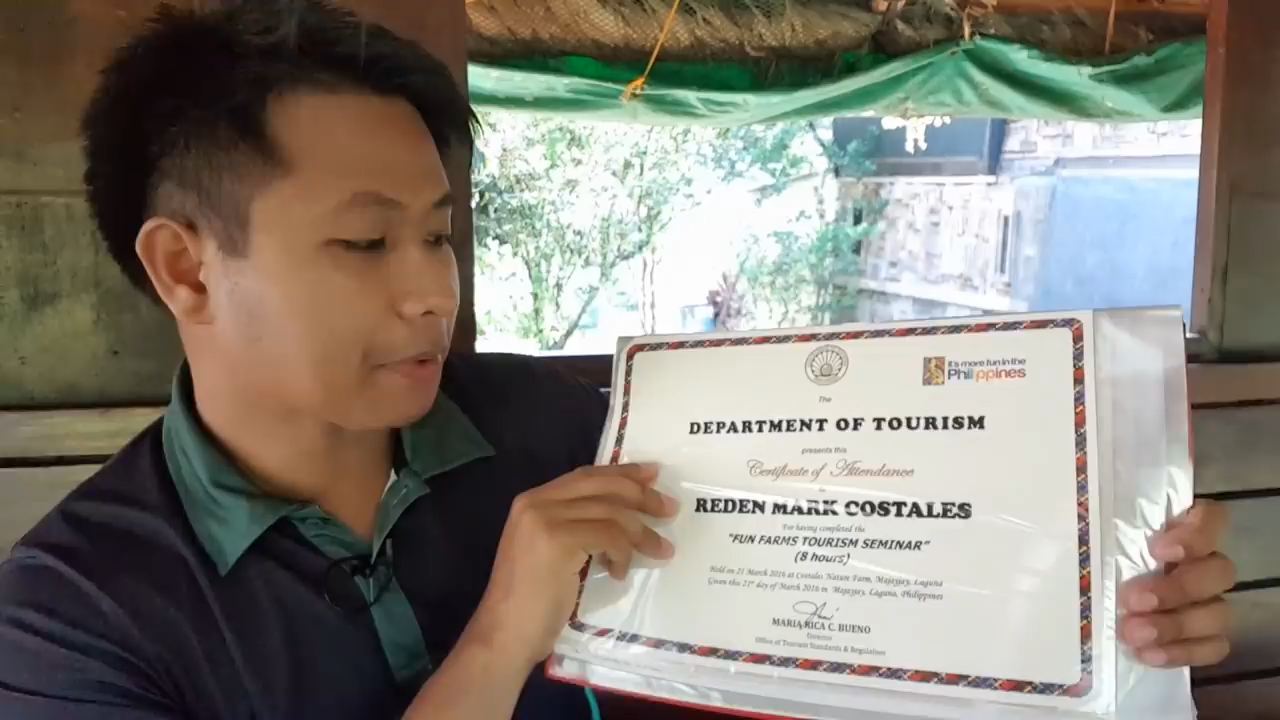 It's more fun in the
Philippines
The
DEPARTMENT OF TOURISM
presents this
Certificate of Attendance
to
REDEN MARK COSTALES
For having completed the
"FUN FARMS TOURISM SEMINAR"
(8 hours)
Held on 21 March 2016 at Costales Nature Farm, Majayjay, Laguna
Given this 21st day of March 2016 in Majayjay, Laguna, Philippines
MARIA RICA C. BUENO
Director
Office of Tourism Standards & Regulation